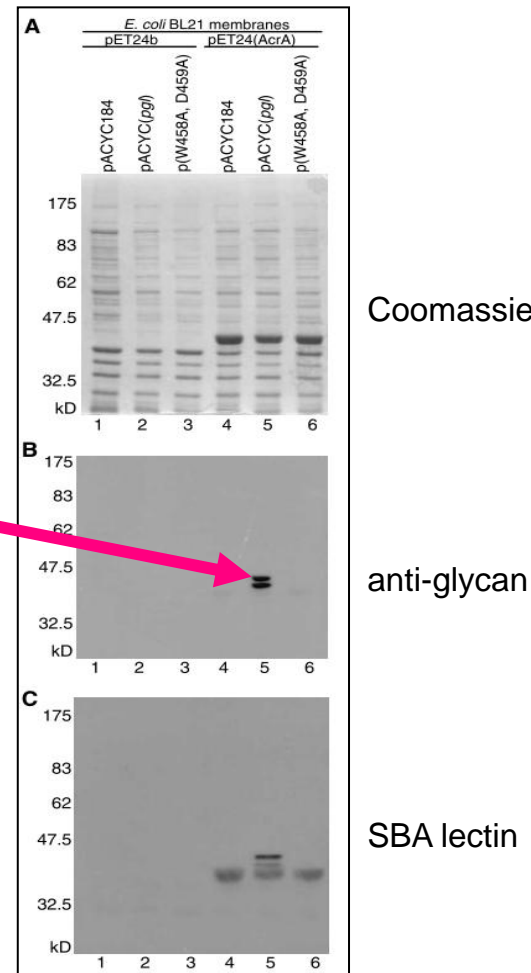 A
E. coli BL21 membranes
pET24b pET24(AcrA)
pACYC184 pACYC(pgl) p(W458A, D459A) pACYC184 pACYC(pgl) p(W458A, D459A)
175
83
62
47.5
32.5
kD
1 2 3 4 5 6
Coomassie
B
175
83
62
47.5
32.5
kD
1 2 3 4 5 6
anti-glycan
C
175
83
62
47.5
32.5
kD
1 2 3 4 5 6
SBA lectin